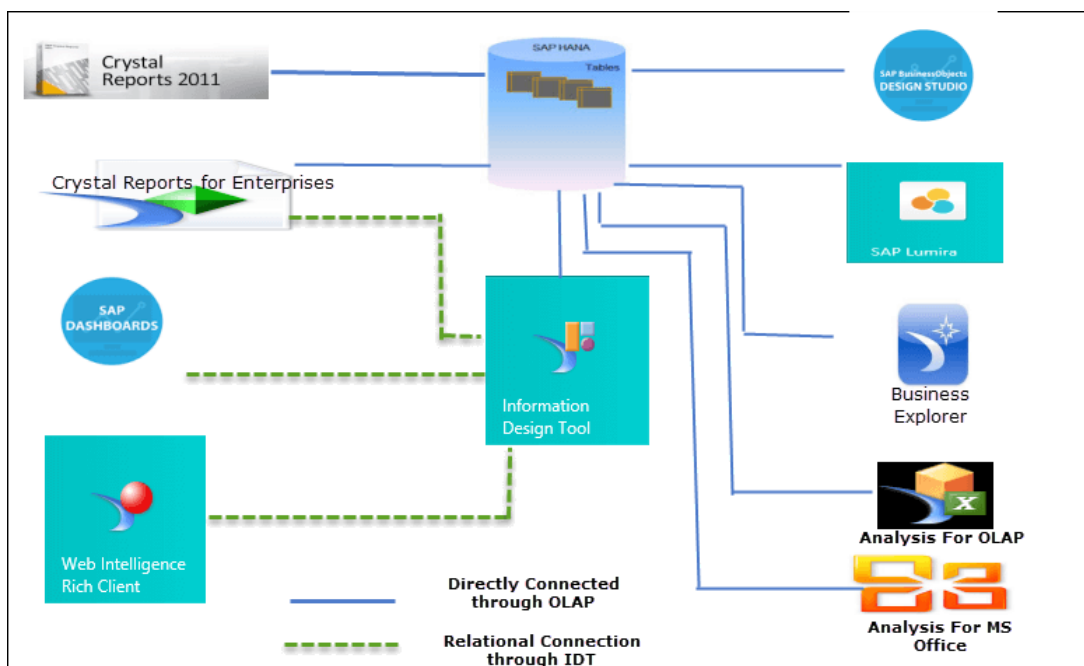 Crystal
Reports 2011
SAP HANA
Tables
SAP BusinessObjects
DESIGN STUDIO
Crystal Reports for Enterprises
SAP Lumira
SAP
DASHBOARDS
Information
Design Tool
Business
Explorer
Web Intelligence
Rich Client
X
Analysis For OLAP
Analysis For MS
Office
Directly Connected
through OLAP
Relational Connection
through IDT